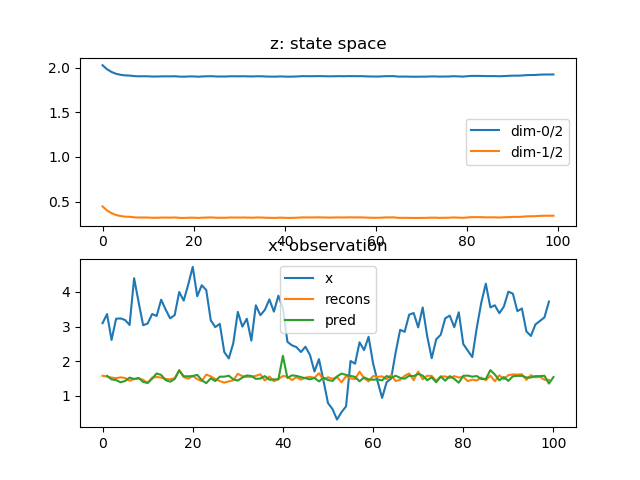 z: state space
2.0
1.5
1.0
0.5
dim-0/2
dim-1/2
0 20 40 60 80 100
x: observation
4
3
2
1
x
recons
pred
0 20 40 60 80 100